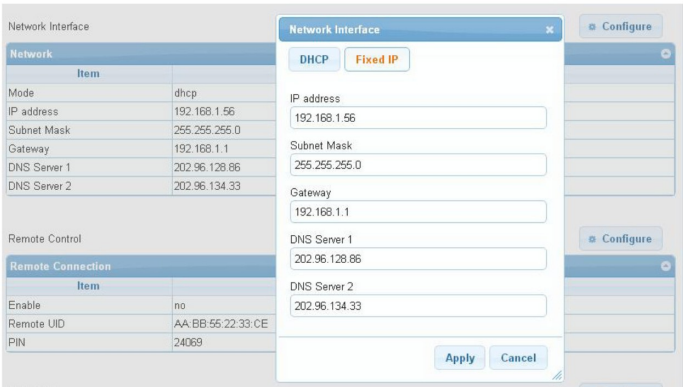 Network Interface
Configure
Network
Item
Mode dhcp
IP address 192.168.1.56
Subnet Mask 255.255.255.0
Gateway 192.168.1.1
DNS Server 1 202.96.128.86
DNS Server 2 202.96.134.33
Remote Control
Configure
Remote Connection
Item
Enable no
Remote UID AA:BB:55:22:33:CE
PIN 24069
Network Interface
DHCP Fixed IP
IP address
192.168.1.56
Subnet Mask
255.255.255.0
Gateway
192.168.1.1
DNS Server 1
202.96.128.86
DNS Server 2
202.96.134.33
Apply Cancel